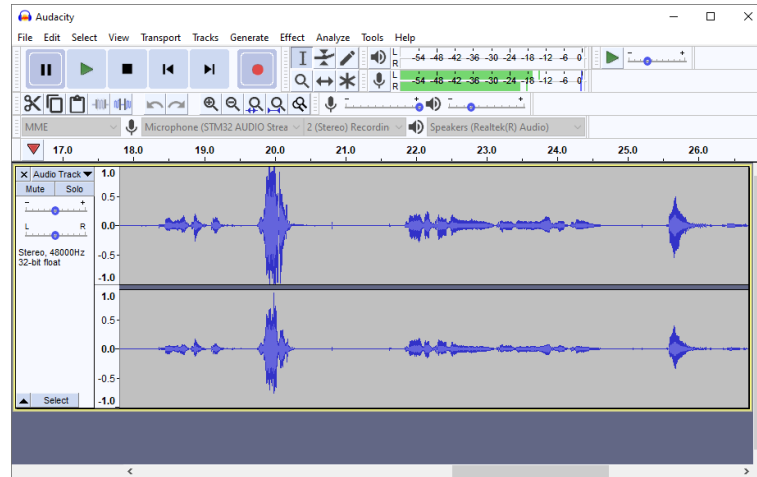 Audacity
File Edit Select View Transport Tracks Generate Effect Analyze Tools Help
L R -54 -48 -42 -36 -30 -24 -18 -12 -6 0
- +
L R -54 -48 -42 -36 -30 -24 -18 -12 -6 0
- + - +
MME Microphone (STM32 AUDIO Strea 2 (Stereo) Recordin Speakers (Realtek(R) Audio)
17.0 18.0 19.0 20.0 21.0 22.0 23.0 24.0 25.0 26.0
Audio Track 1.0
Mute Solo
- + 0.5-
L R 0.0-
Stereo, 48000Hz -0.5-
32-bit float
-1.0
1.0
0.5-
0.0-
-0.5-
Select -1.0